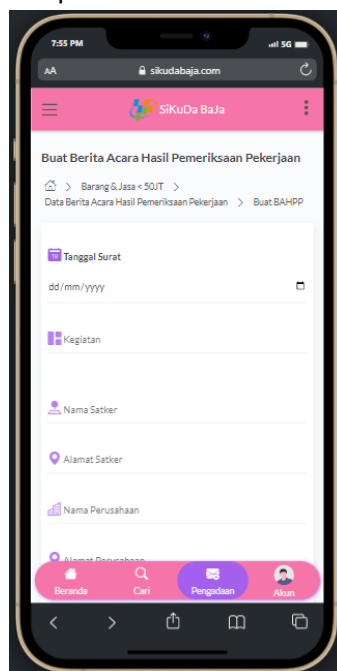 7:55 PM
5G
AA
sikudabaja.com
SiKuDa BaJa
Buat Berita Acara Hasil Pemeriksaan Pekerjaan
> Barang & Jasa < 50JT >
Data Berita Acara Hasil Pemeriksaan Pekerjaan > Buat BAHPP
Tanggal Surat
dd/mm/yyyy
Kegiatan
Nama Satker
Alamat Satker
Nama Perusahaan
Alamat Perusahaan
Beranda
Cari
Pengadaan
Akun